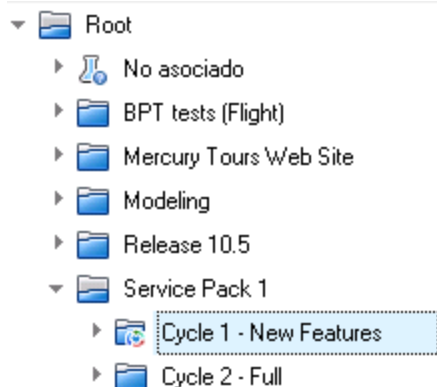 Root
No asociado
BPT tests (Flight)
Mercury Tours Web Site
Modeling
Release 10.5
Service Pack 1
Cycle 1 - New Features
Cycle 2 - Full